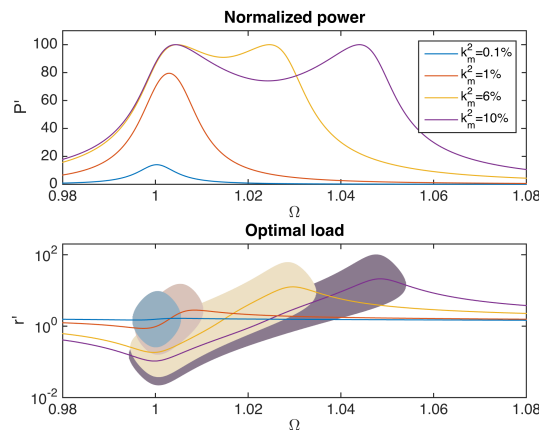 Normalized power
P'
100
80
60
40
20
0
k²ₘ=0.1%
k²ₘ=1%
k²ₘ=6%
k²ₘ=10%
0.98 1 1.02 1.04 1.06 1.08
Ω
Optimal load
r'
10²
10⁰
10⁻²
0.98 1 1.02 1.04 1.06 1.08
Ω